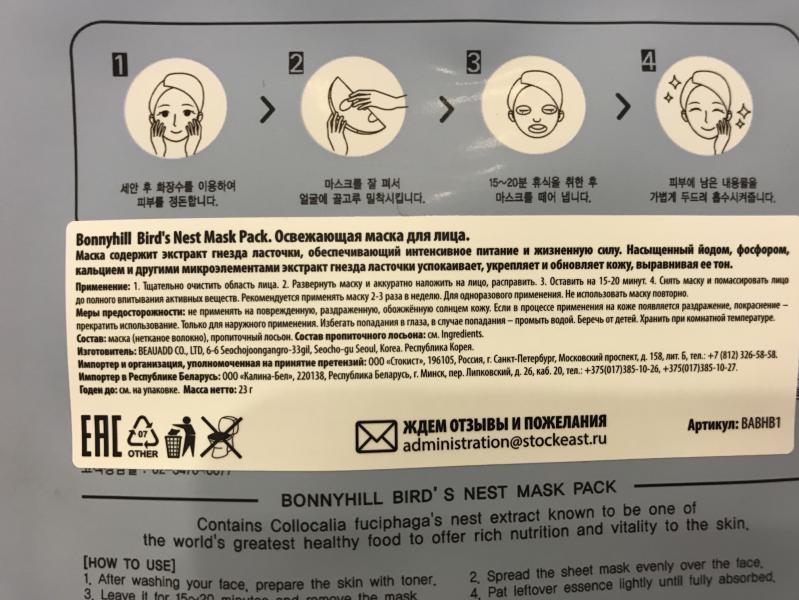 1 2 3 4
세안 후 화장수를 이용하여
피부를 정돈합니다.
마스크를 잘 펴서
얼굴에 골고루 밀착시킵니다.
15~20분 휴식을 취한 후
마스크를 떼어 냅니다.
피부에 남은 내용물을
가볍게 두드려 흡수시켜줍니다.
Bonnyhill Bird's Nest Mask Pack. Освежающая маска для лица.
Маска содержит экстракт гнезда ласточки, обеспечивающий интенсивное питание и жизненную силу. Насыщенный йодом, фосфором,
кальцием и другими микроэлементами экстракт гнезда ласточки успокаивает, укрепляет и обновляет кожу, выравнивая ее тон.
Применение: 1. Тщательно очистить область лица. 2. Развернуть маску и аккуратно наложить на лицо, расправить. 3. Оставить на 15-20 минут. 4. Снять маску и помассировать лицо
до полного впитывания активных веществ. Рекомендуется применять маску 2-3 раза в неделю. Для одноразового применения. Не использовать маску повторно.
Меры предосторожности: не применять на поврежденную, раздраженную, обожжённую солнцем кожу. Если в процессе применения на коже появляется раздражение, покраснение –
прекратить использование. Только для наружного применения. Избегать попадания в глаза, в случае попадания – промыть водой. Беречь от детей. Хранить при комнатной температуре.
Состав: маска (нетканое волокно), пропиточный лосьон. Состав пропиточного лосьона: см. Ingredients.
Изготовитель: BEAUADD CO., LTD, 6-6 Seochojoongangro-33gil, Seocho-gu Seoul, Korea. Республика Корея.
Импортер и организация, уполномоченная на принятие претензий: ООО «Стокист», 196105, Россия, г. Санкт-Петербург, Московский проспект, д. 158, лит. Б, тел.: +7 (812) 326-58-58.
Импортер в Республике Беларусь: ООО «Калина-Бел», 220138, Республика Беларусь, г. Минск, пер. Липковский, д. 26, каб. 20, тел.: +375(017)385-10-26, +375(017)385-10-27.
Годен до: см. на упаковке. Масса нетто: 23 г
EAC 07 OTHER
ЖДЕМ ОТЗЫВЫ И ПОЖЕЛАНИЯ
administration@stockeast.ru
Артикул: BABHB1
BONNYHILL BIRD'S NEST MASK PACK
Contains Collocalia fuciphaga's nest extract known to be one of
the world's greatest healthy food to offer rich nutrition and vitality to the skin.
[HOW TO USE]
1. After washing your face, prepare the skin with toner.
2. Spread the sheet mask evenly over the face.
3. Leave it for 15~20 minutes and remove the mask
4. Pat leftover essence lightly until fully absorbed.